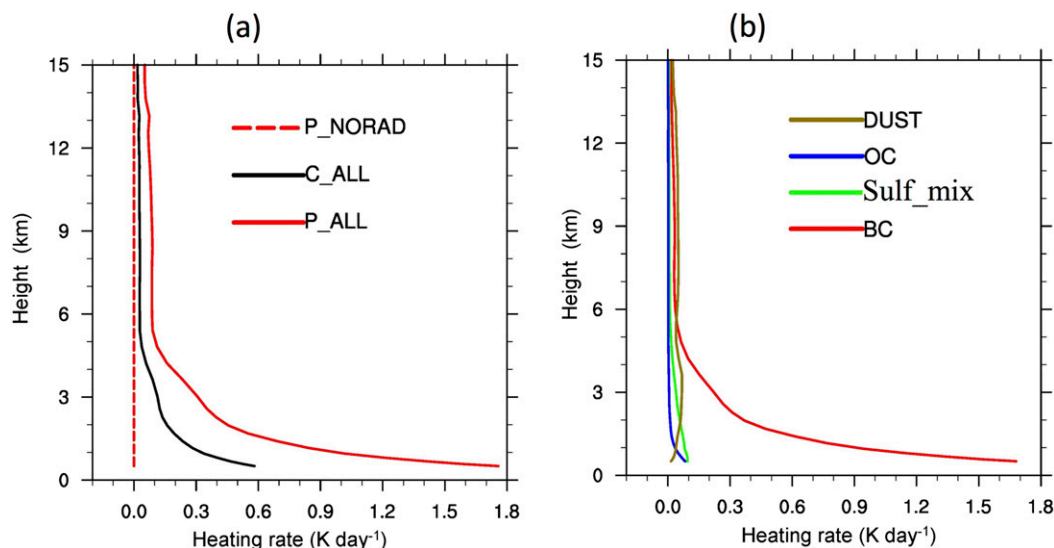 (a)
(b)
15
12
9
6
3
0
Height (km)
P_NORAD
C_ALL
P_ALL
0.0 0.3 0.6 0.9 1.2 1.5 1.8
Heating rate (K day⁻¹)
15
12
9
6
3
0
Height (km)
DUST
OC
Sulf_mix
BC
0.0 0.3 0.6 0.9 1.2 1.5 1.8
Heating rate (K day⁻¹)